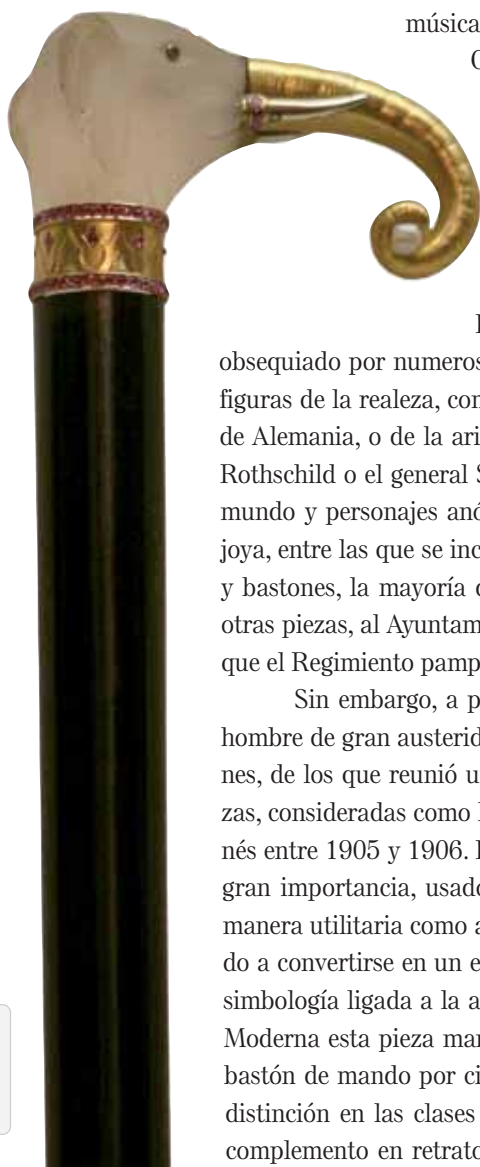 música
obsequiado por numeros
figuras de la realeza, com
de Alemania, o de la ari
Rothschild o el general S
mundo y personajes anó
joya, entre las que se inc
y bastones, la mayoría d
otras piezas, al Ayuntam
que el Regimiento pamp
Sin embargo, a p
hombre de gran austerid
nes, de los que reunió u
zas, consideradas como
nés entre 1905 y 1906.
gran importancia, usado
manera utilitaria como a
do a convertirse en un e
simbología ligada a la a
Moderna esta pieza man
bastón de mando por ci
distinción en las clases
complemento en retrato